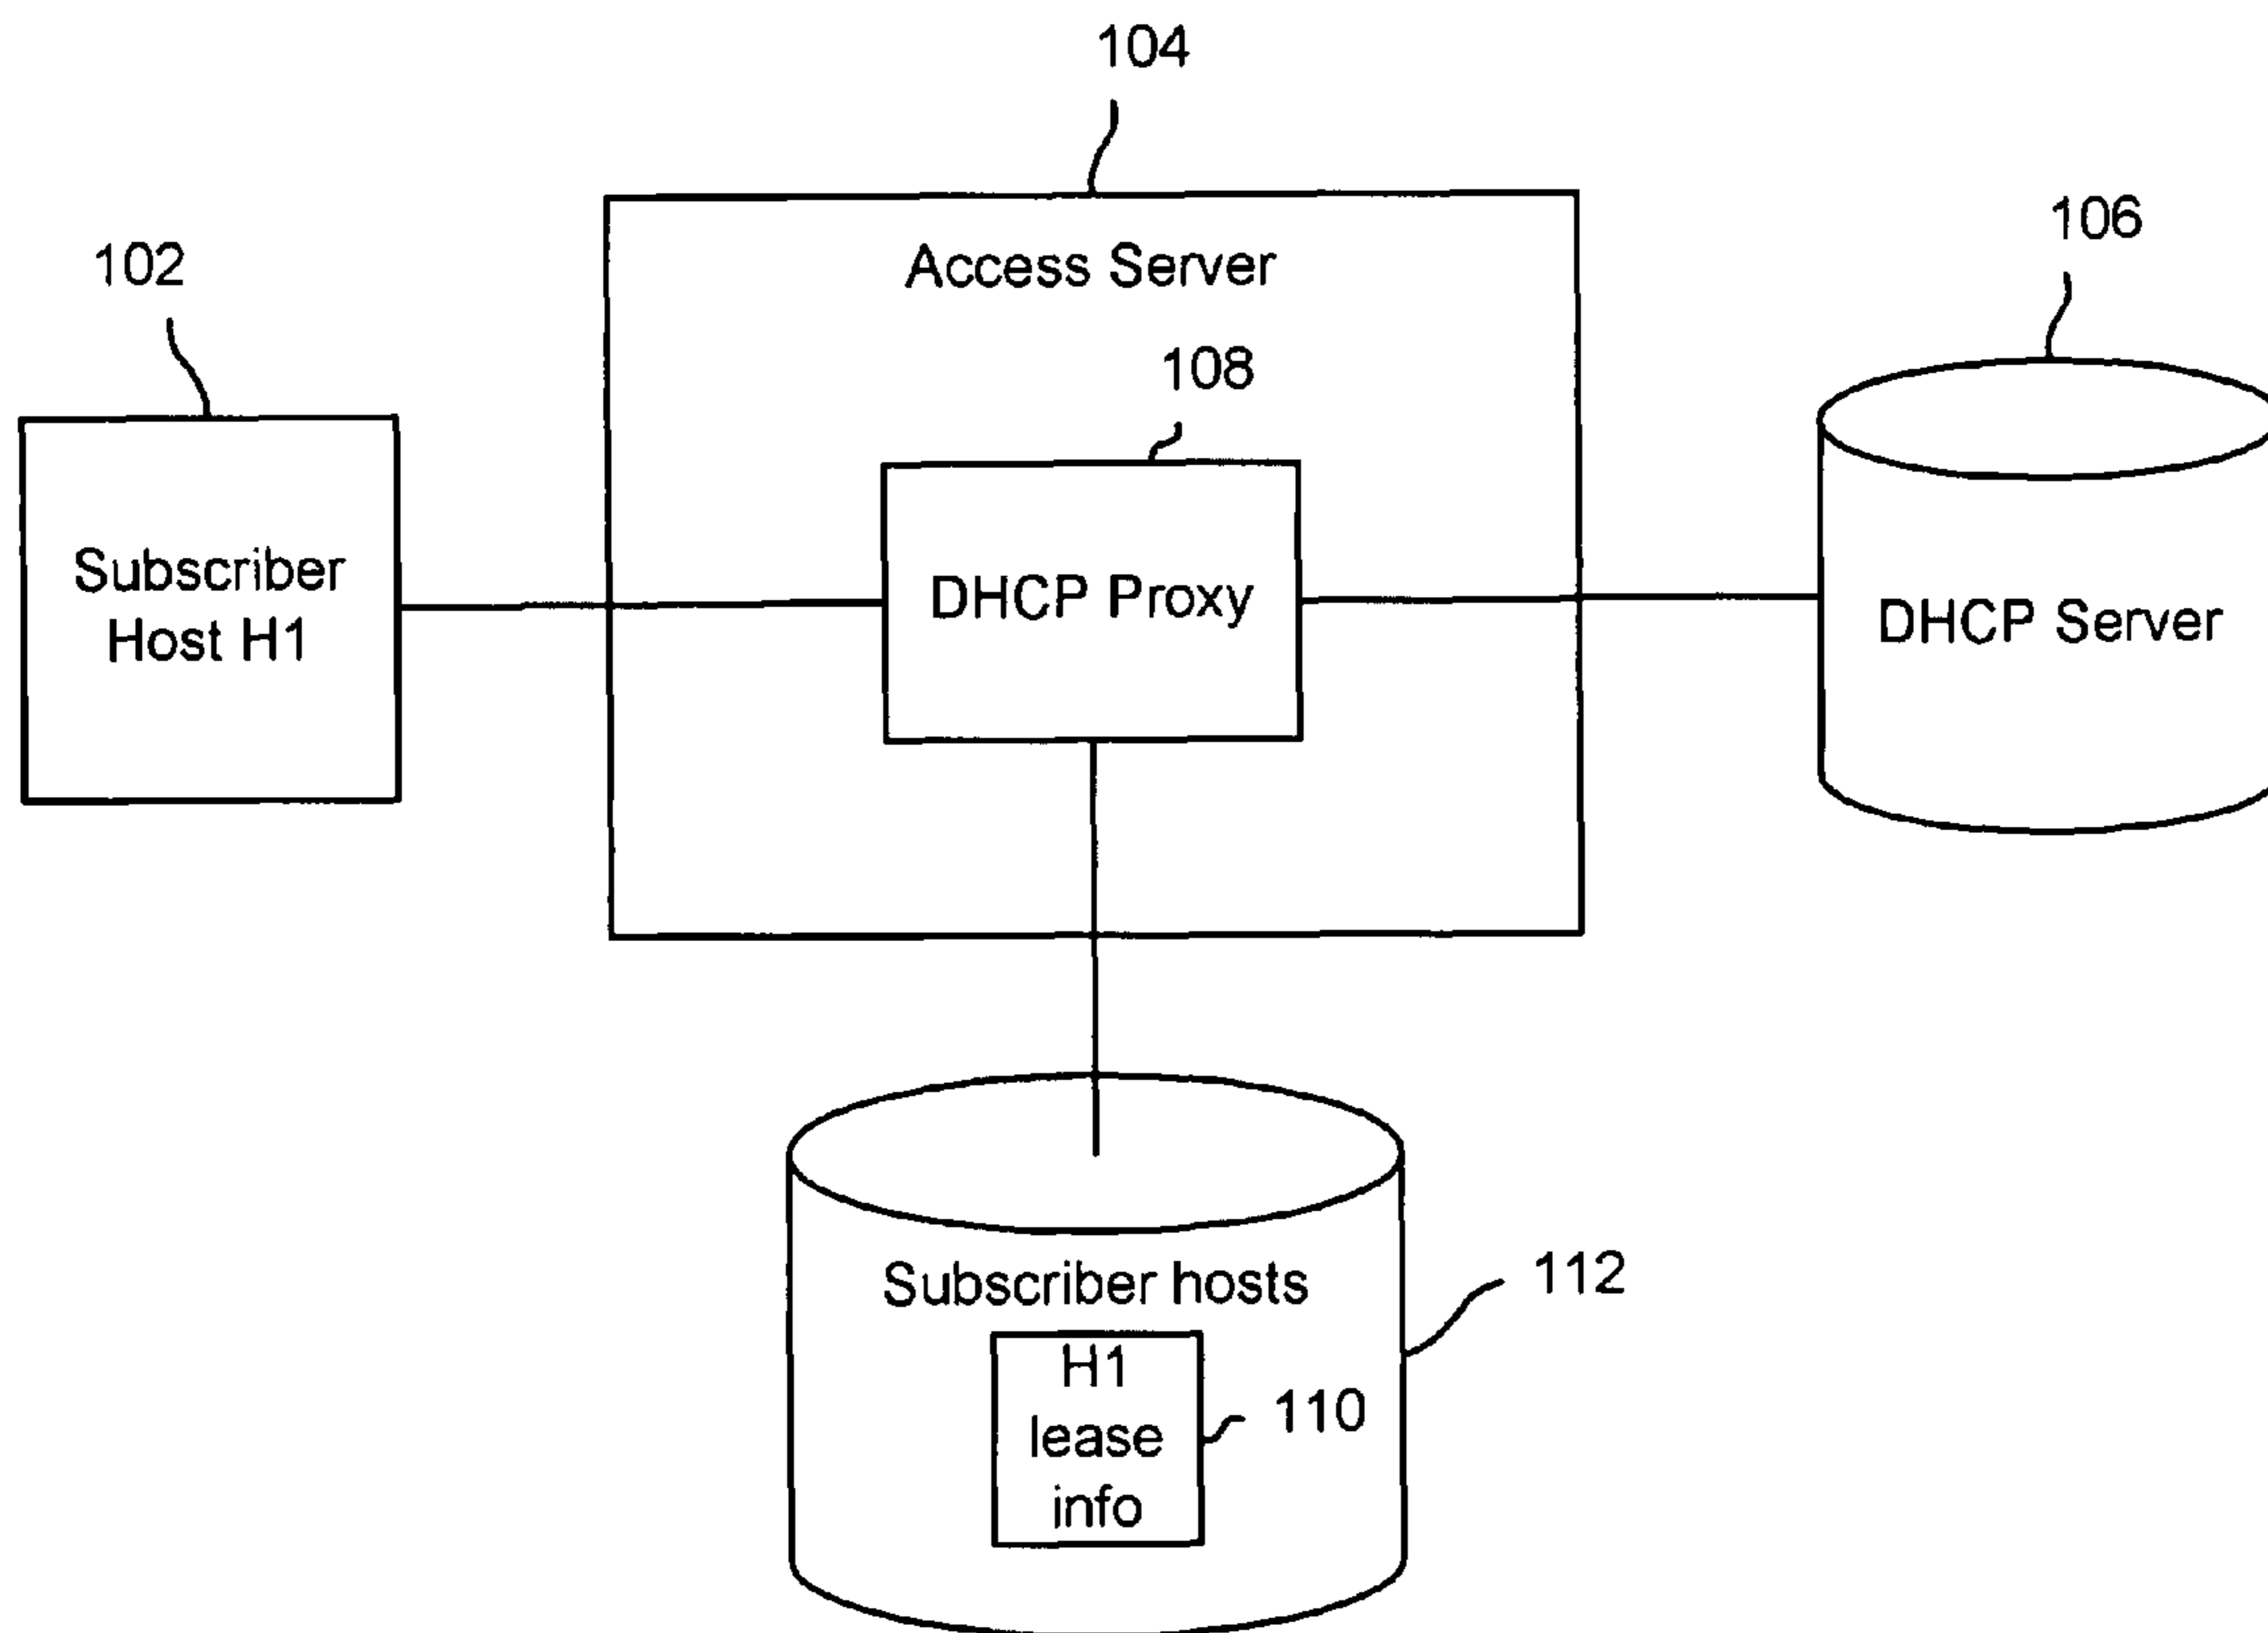 104
106
102
Access Server
108
Subscriber
Host H1
DHCP Proxy
DHCP Server
Subscriber hosts
112
H1
lease
info
110